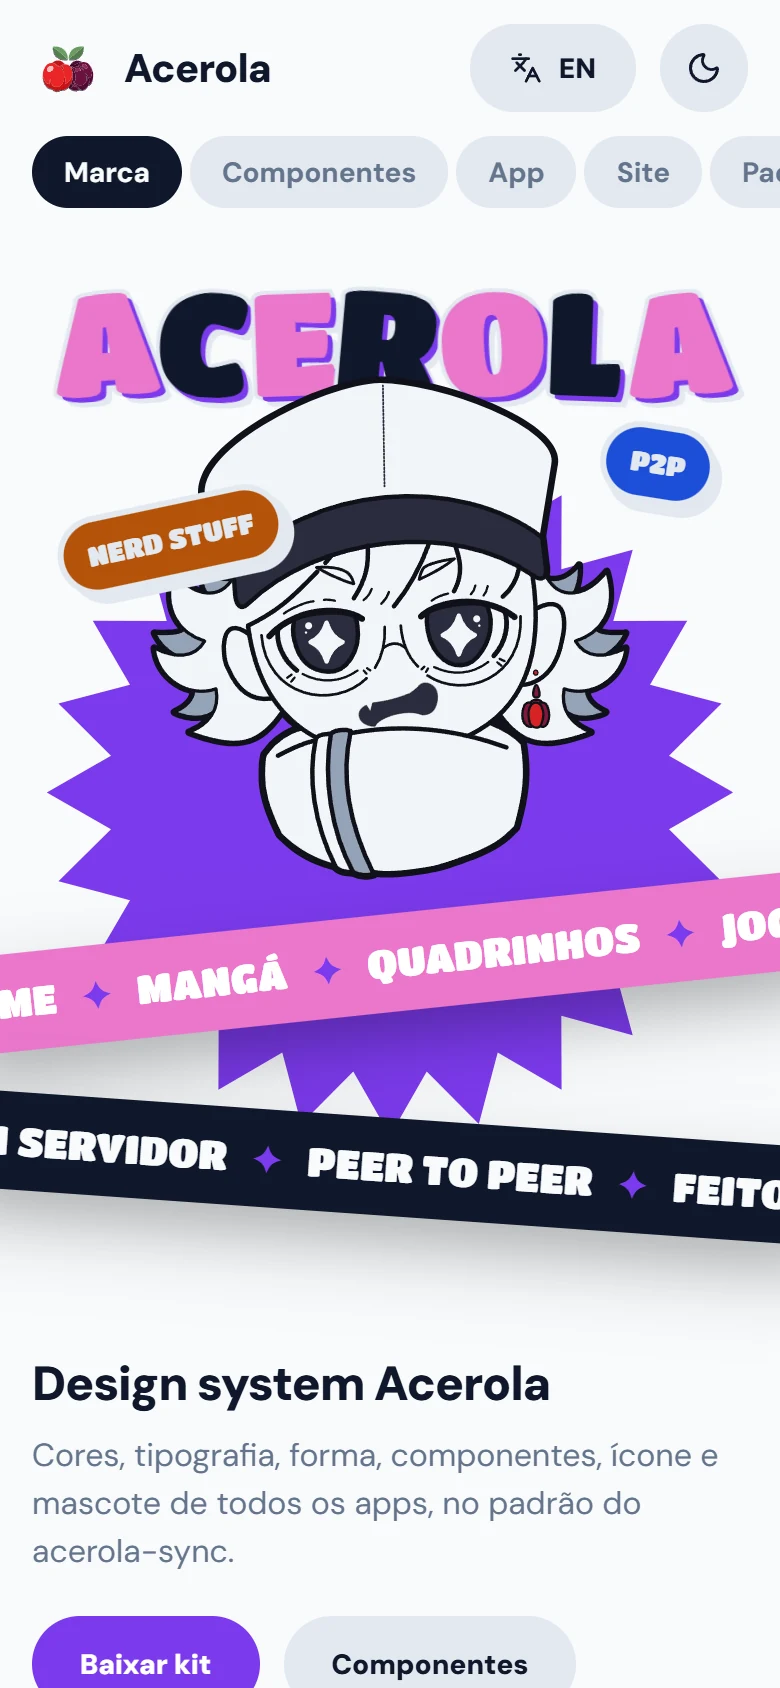 Acerola
EN
Marca
Componentes
App
Site
ACEROLA
P2P
NERD STUFF
MANGÁ ✦ QUADRINHOS ✦
SERVIDOR ✦ PEER TO PEER ✦ FEITO
Design system Acerola
Cores, tipografia, forma, componentes, ícone e
mascote de todos os apps, no padrão do
acerola-sync.
Baixar kit
Componentes